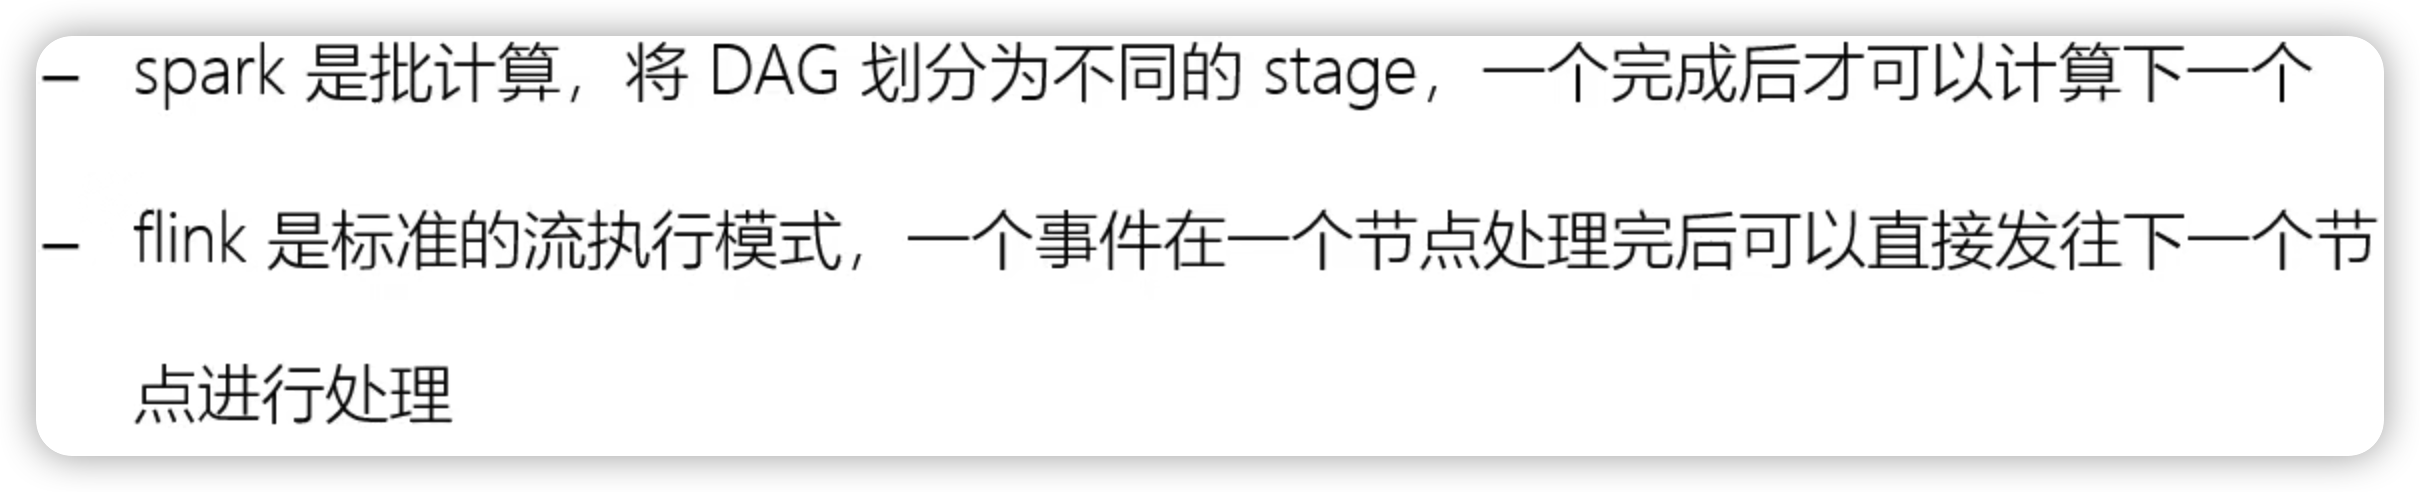 – spark 是批计算，将 DAG 划分为不同的 stage，一个完成后才可以计算下一个
– flink 是标准的流执行模式，一个事件在一个节点处理完后可以直接发往下一个节
点进行处理